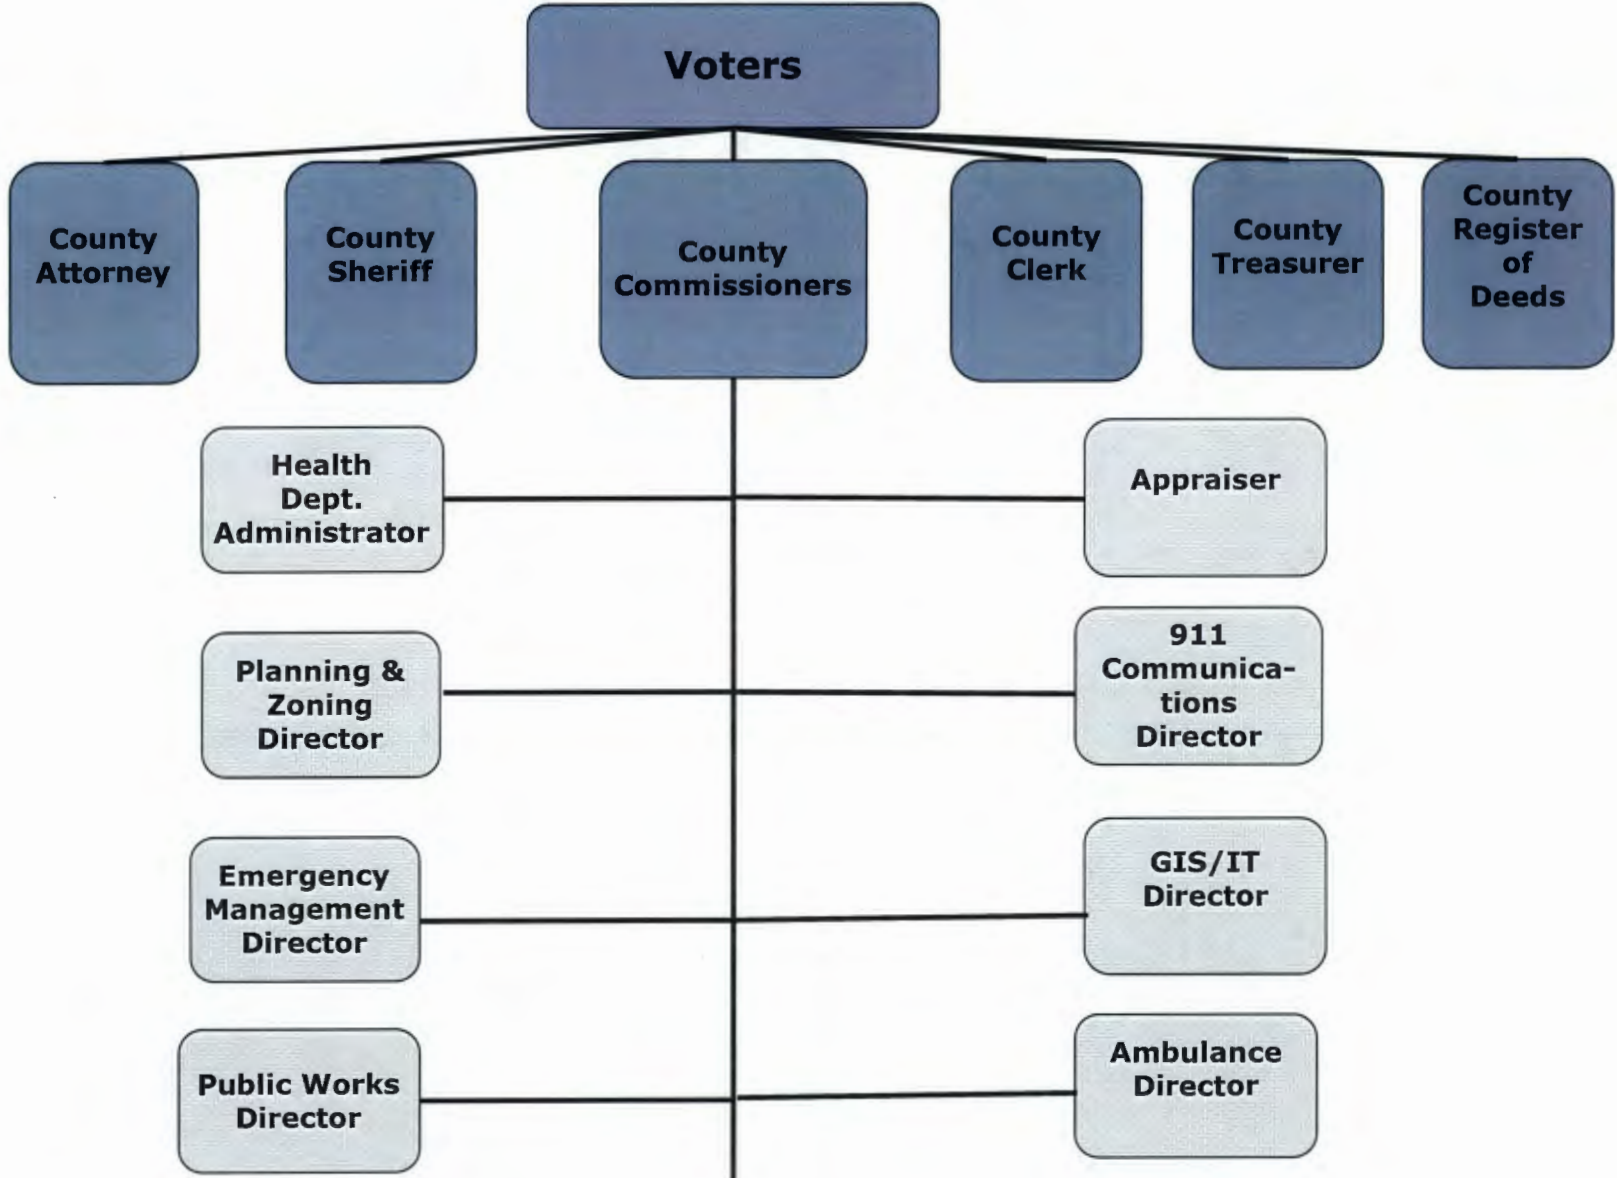 Voters
County
Attorney
County
Sheriff
County
Commissioners
County
Clerk
County
Treasurer
County
Register
of
Deeds
Health
Dept.
Administrator
Appraiser
Planning &
Zoning
Director
911
Communica-
tions
Director
Emergency
Management
Director
GIS/IT
Director
Public Works
Director
Ambulance
Director